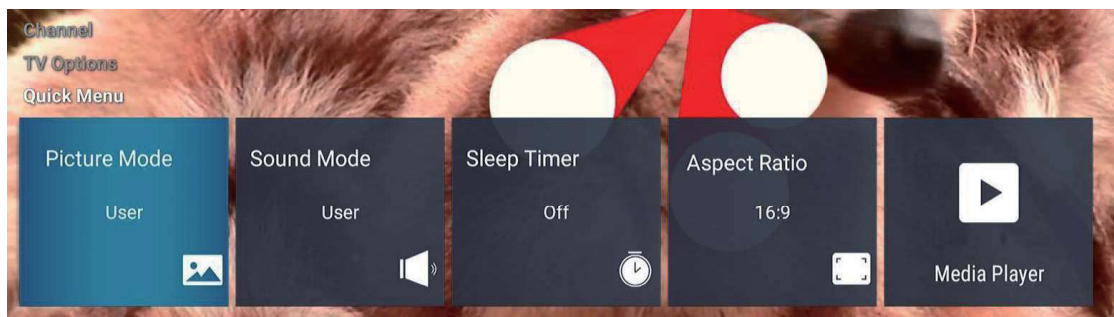 Channel
TV Options
Quick Menu
Picture Mode
User
Sound Mode
User
Sleep Timer
Off
Aspect Ratio
16:9
Media Player